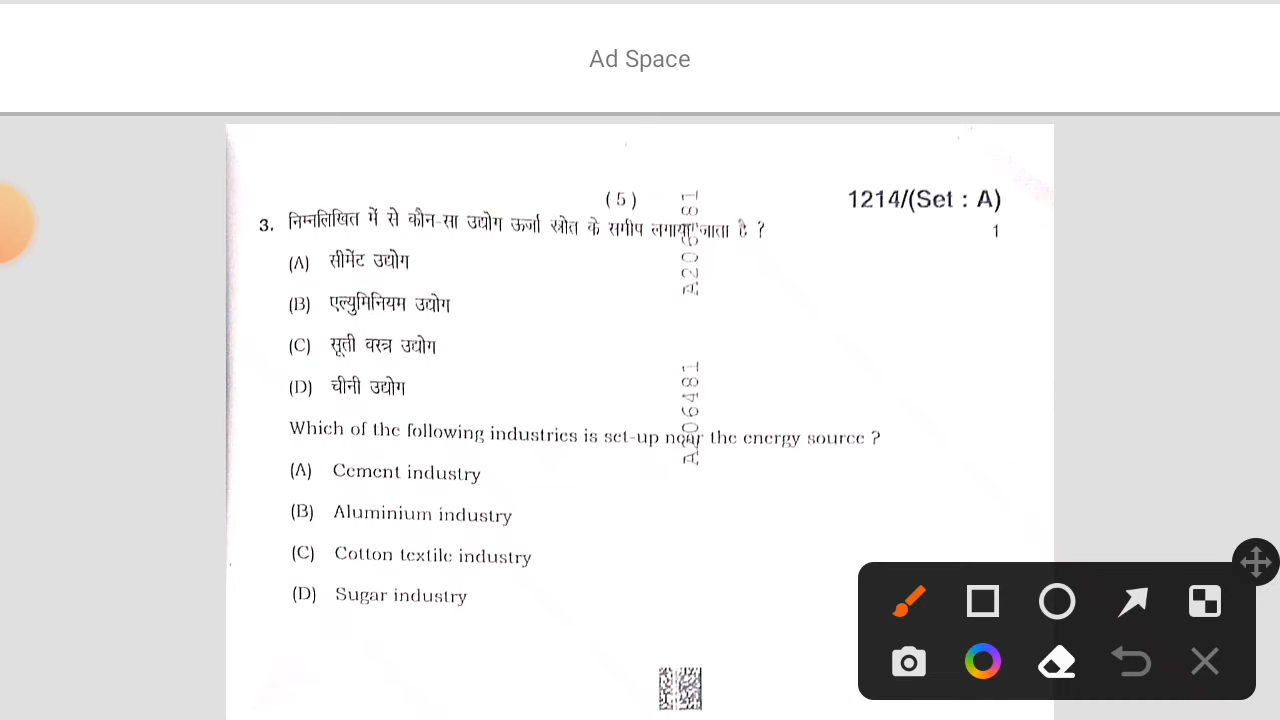 Ad Space
( 5 )
1214/(Set : A)
3. निम्नलिखित में से कौन-सा उद्योग ऊर्जा स्रोत के समीप लगाया जाता है ? 1
(A) सीमेंट उद्योग
(B) एल्युमिनियम उद्योग
(C) सूती वस्त्र उद्योग
(D) चीनी उद्योग
Which of the following industries is set-up near the energy source ?
(A) Cement industry
(B) Aluminium industry
(C) Cotton textile industry
(D) Sugar industry
A206481
A206481